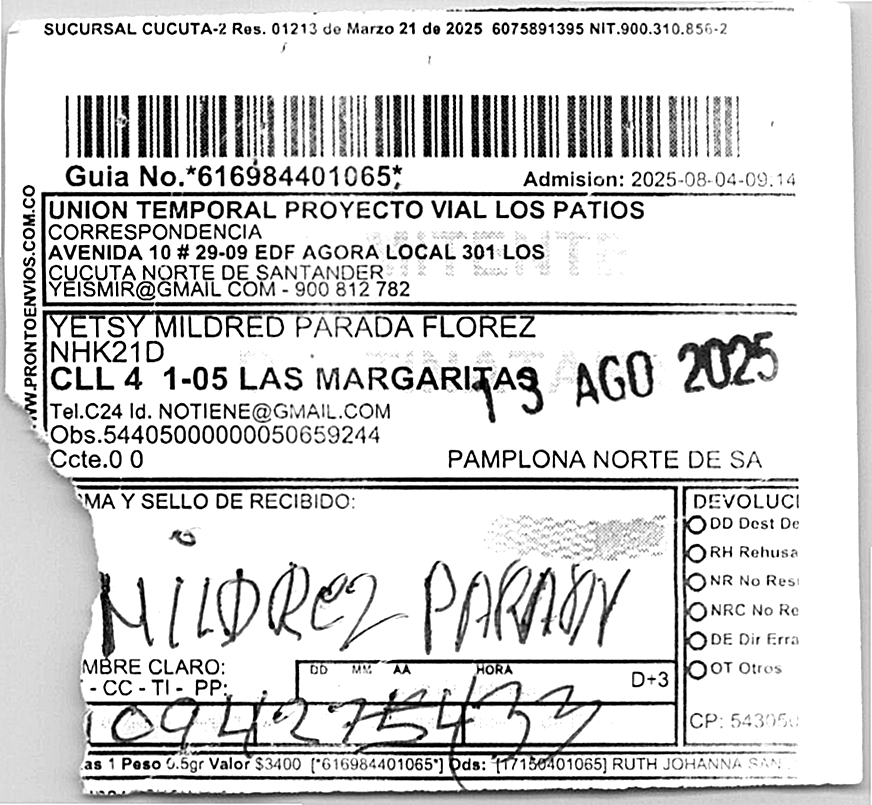 SUCURSAL CUCUTA-2 Res. 01213 de Marzo 21 de 2025 6075891395 NIT.900.310.856-2
Guia No.*616984401065*
Admision: 2025-08-04-09:14
WWW.PRONTOENVIOS.COM.CO
UNION TEMPORAL PROYECTO VIAL LOS PATIOS
CORRESPONDENCIA
AVENIDA 10 # 29-09 EDF AGORA LOCAL 301 LOS
CUCUTA NORTE DE SANTANDER
YEISMIR@GMAIL COM - 900 812 782
YETSY MILDRED PARADA FLOREZ
NHK21D
CLL 4 1-05 LAS MARGARITAS
13 AGO 2025
Tel.C24 Id. NOTIENE@GMAIL.COM
Obs.54405000000050659244
Ccte.0 0
PAMPLONA NORTE DE SA
MA Y SELLO DE RECIBIDO:
MILDREZ PARADA
MBRE CLARO:
- CC - TI - PP:
DD MM AA HORA
D+3
1094275433
DEVOLUCI
DD Dest De
RH Rehusa
NR No Resi
NRC No Re
DE Dir Erra
OT Otros
CP: 543050
as 1 Peso 0.5gr Valor $3400 [*616984401065*] Dds: [17150401065] RUTH JOHANNA SAN